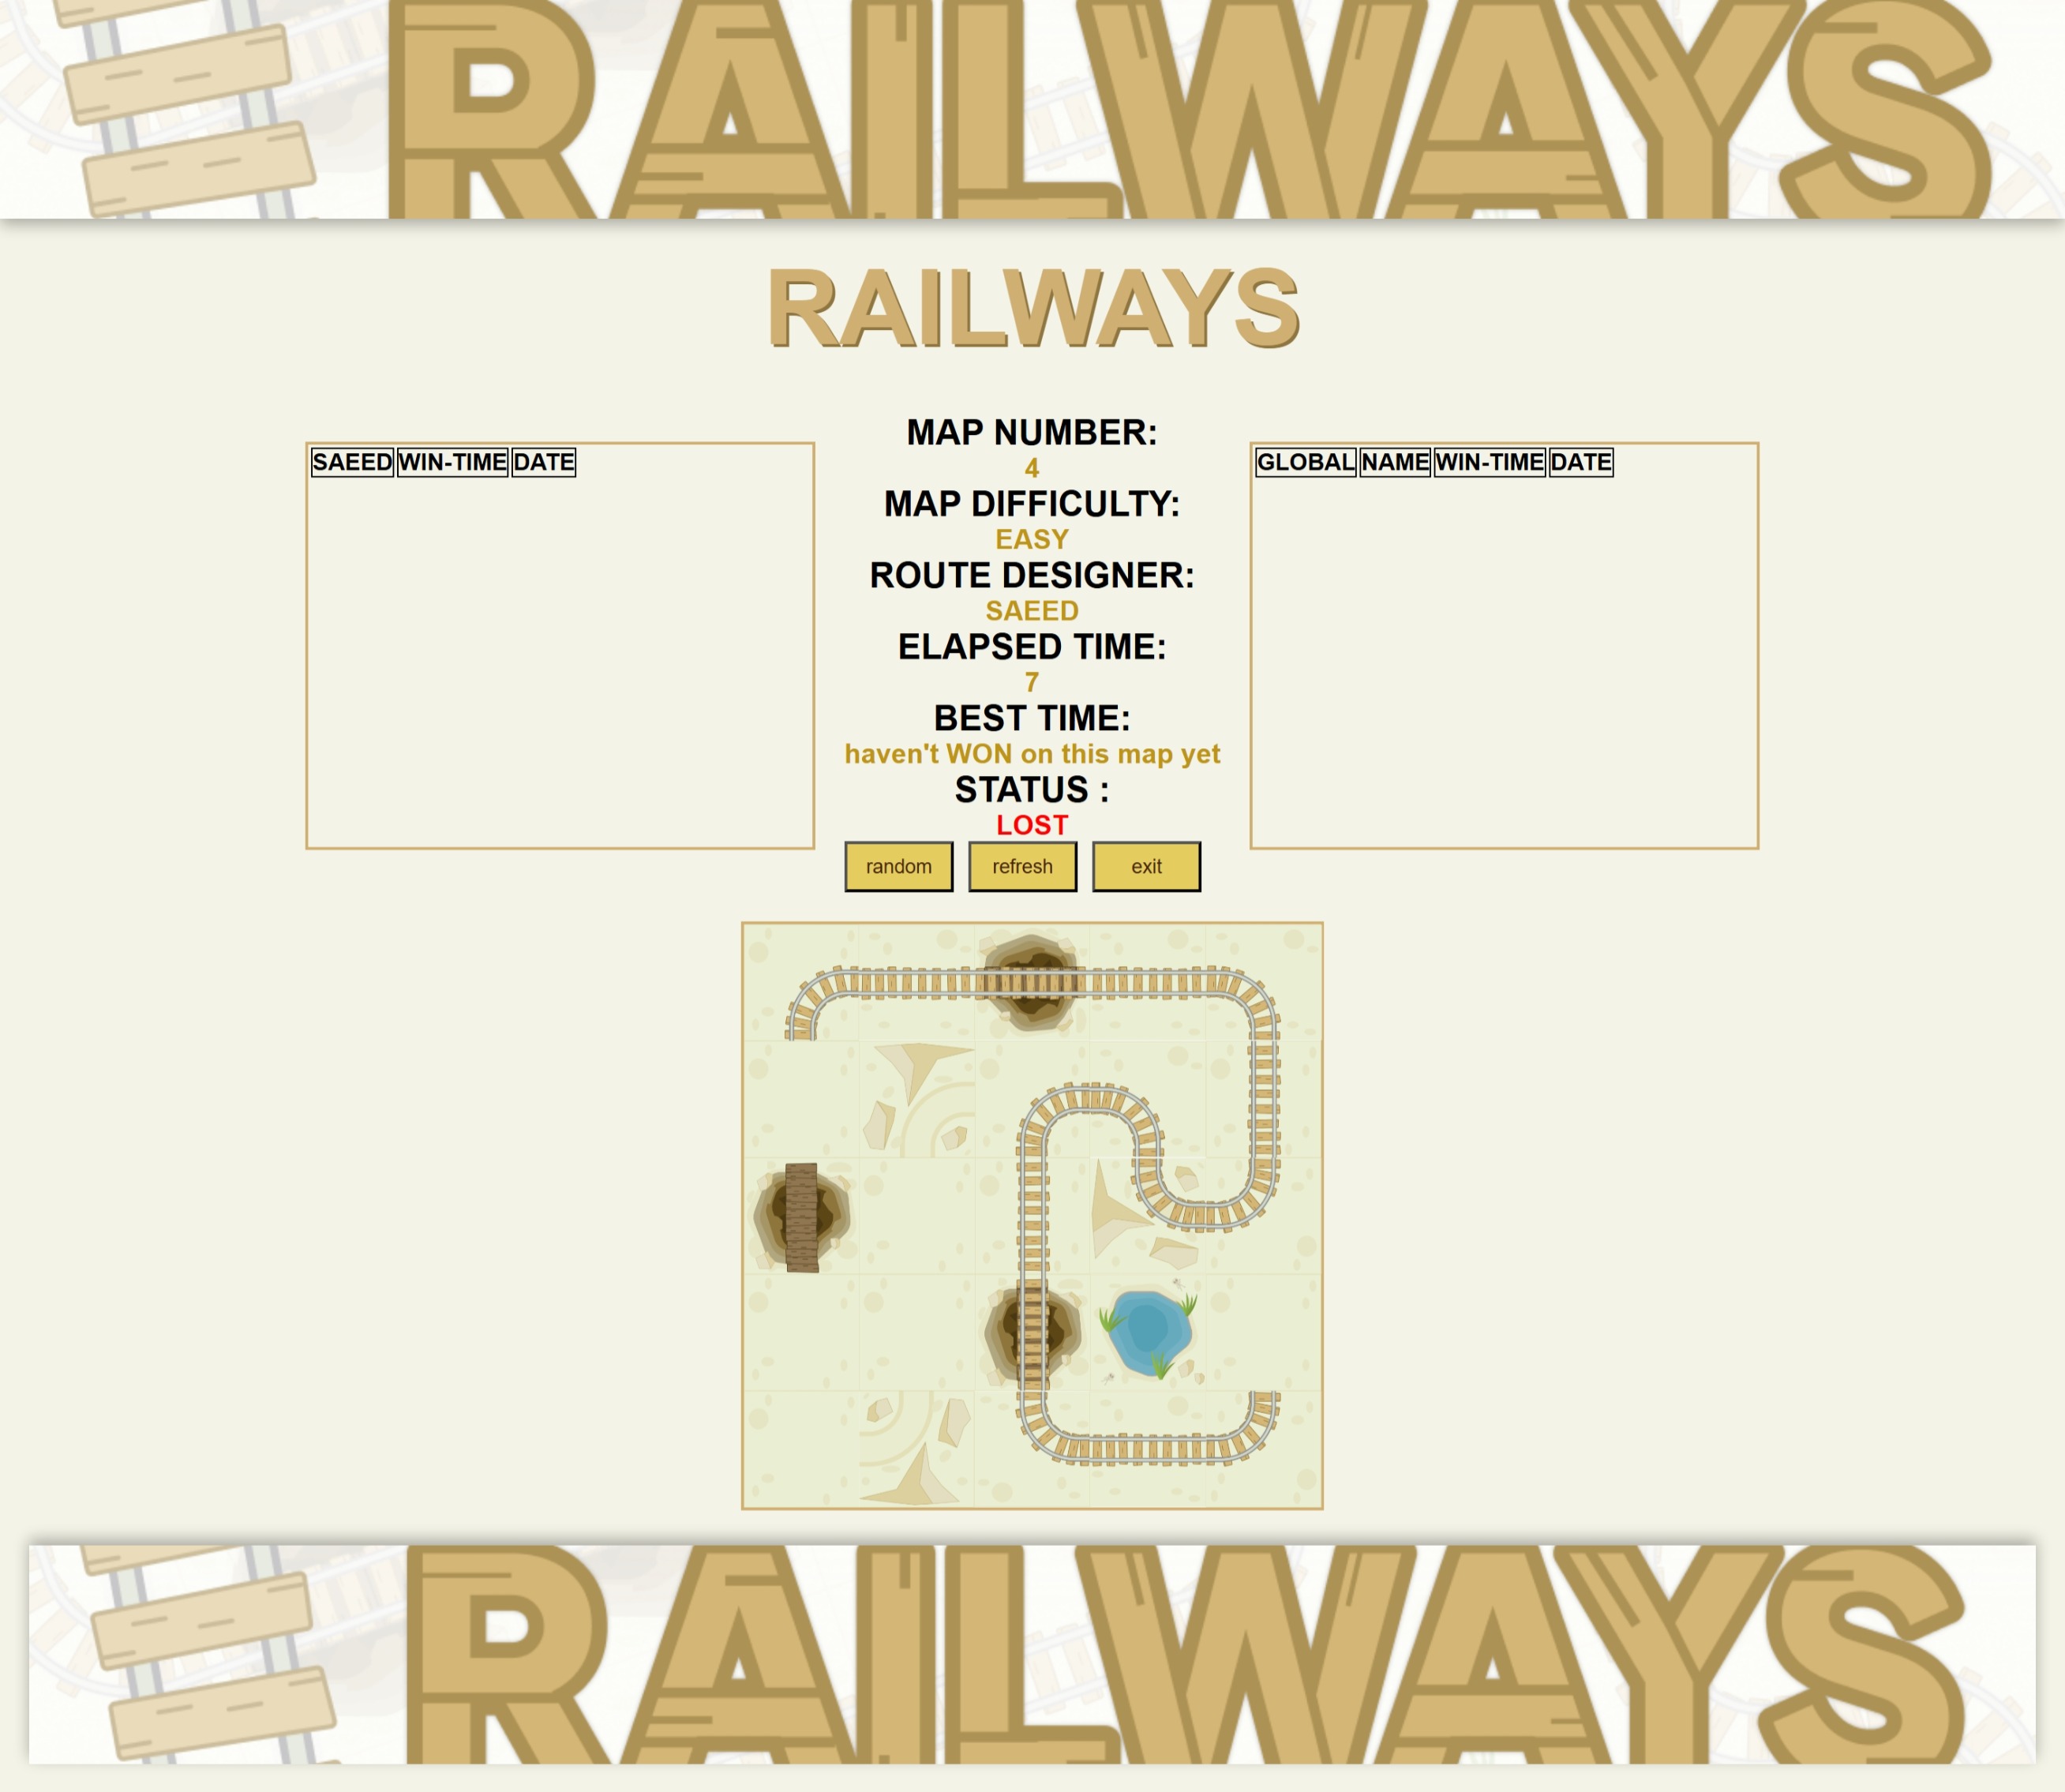 RAILWAYS
RAILWAYS
SAEED WIN-TIME DATE
MAP NUMBER:
4
MAP DIFFICULTY:
EASY
ROUTE DESIGNER:
SAEED
ELAPSED TIME:
7
BEST TIME:
haven't WON on this map yet
STATUS :
LOST
random refresh exit
GLOBAL NAME WIN-TIME DATE
RAILWAYS